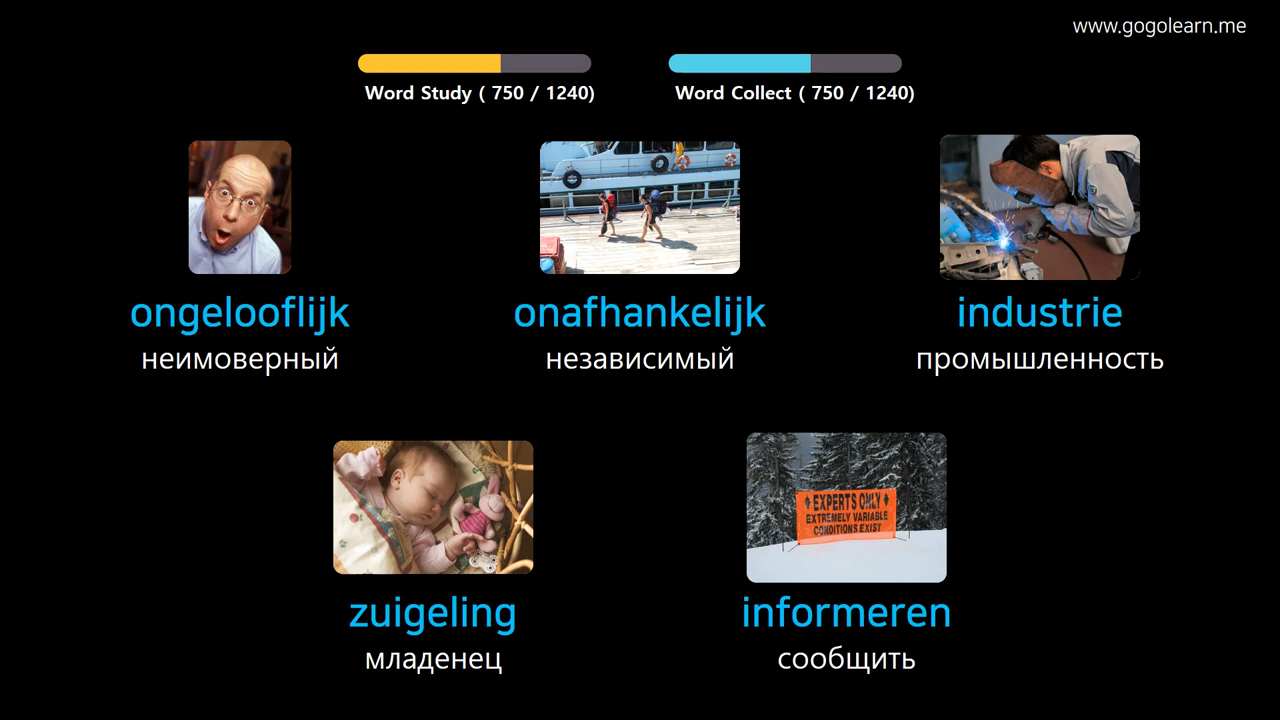 www.gogolearn.me
Word Study ( 750 / 1240)
Word Collect ( 750 / 1240)
ongelooflijk
неимоверный
onafhankelijk
независимый
industrie
промышленность
EXPERTS ONLY
EXTREMELY VARIABLE
CONDITIONS EXIST
zuigeling
младенец
informeren
сообщить